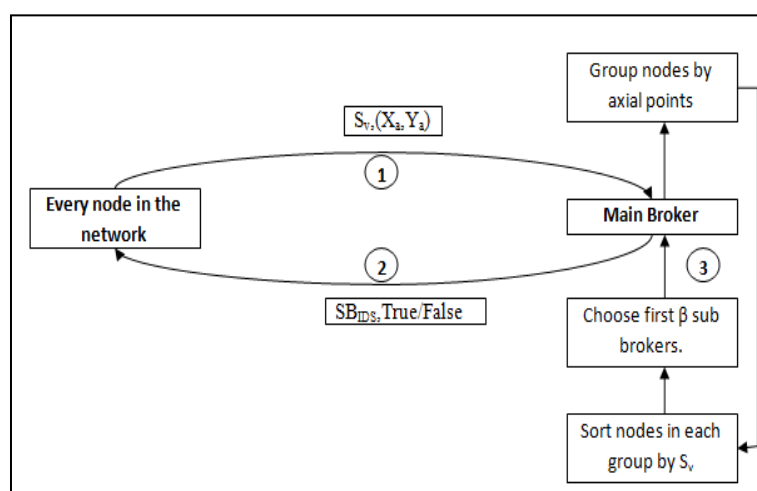 Group nodes by
axial points
Sᵥ,(Xₐ,Yₐ)
1
Every node in the
network
Main Broker
2
3
SB_IDS,True/False
Choose first β sub
brokers.
Sort nodes in each
group by Sᵥ